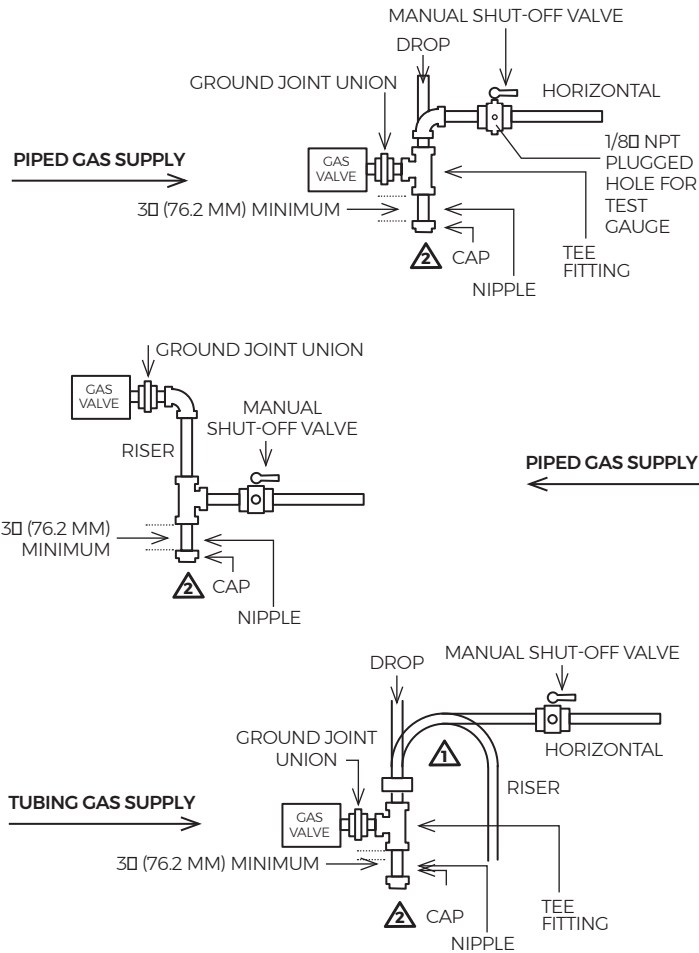 MANUAL SHUT-OFF VALVE
DROP
GROUND JOINT UNION
HORIZONTAL
PIPED GAS SUPPLY
GAS
VALVE
1/8▯ NPT
PLUGGED
HOLE FOR
TEST
GAUGE
3▯ (76.2 MM) MINIMUM
2
CAP
TEE
FITTING
NIPPLE
GROUND JOINT UNION
GAS
VALVE
MANUAL
SHUT-OFF VALVE
RISER
PIPED GAS SUPPLY
3▯ (76.2 MM)
MINIMUM
2
CAP
NIPPLE
MANUAL SHUT-OFF VALVE
DROP
GROUND JOINT
UNION
1
HORIZONTAL
RISER
TUBING GAS SUPPLY
GAS
VALVE
3▯ (76.2 MM) MINIMUM
2
CAP
TEE
FITTING
NIPPLE